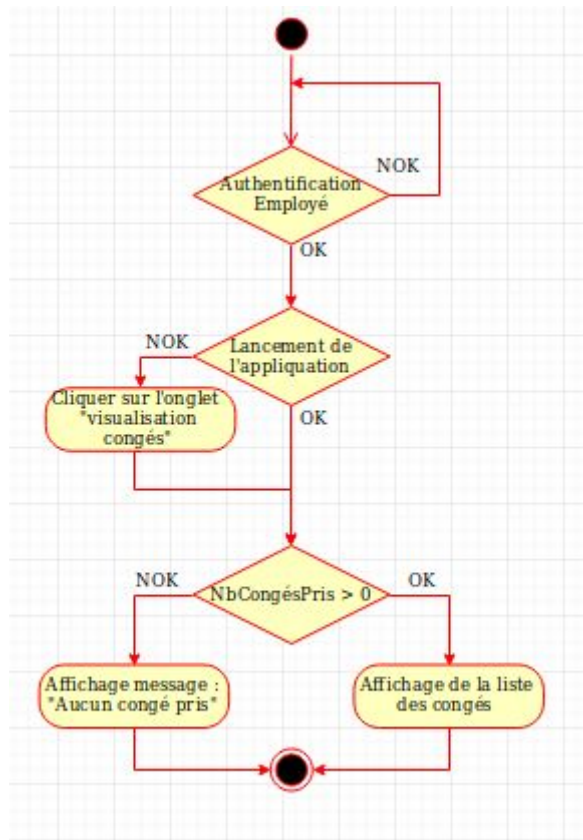 NOK
Authentification
Employé
OK
NOK
Lancement de
l'appliquation
Cliquer sur l'onglet
"visualisation
congés"
OK
NOK
NbCongésPris > 0
OK
Affichage message :
"Aucun congé pris"
Affichage de la liste
des congés